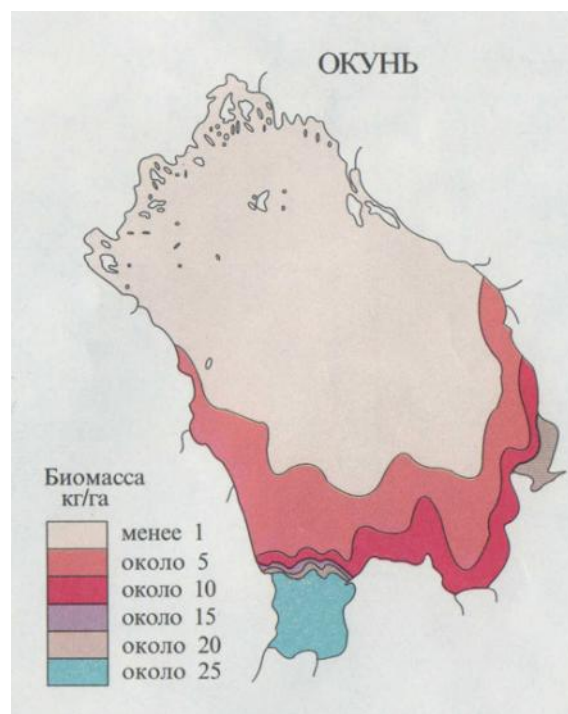 ОКУНЬ
Биомасса
кг/га
менее 1
около 5
около 10
около 15
около 20
около 25